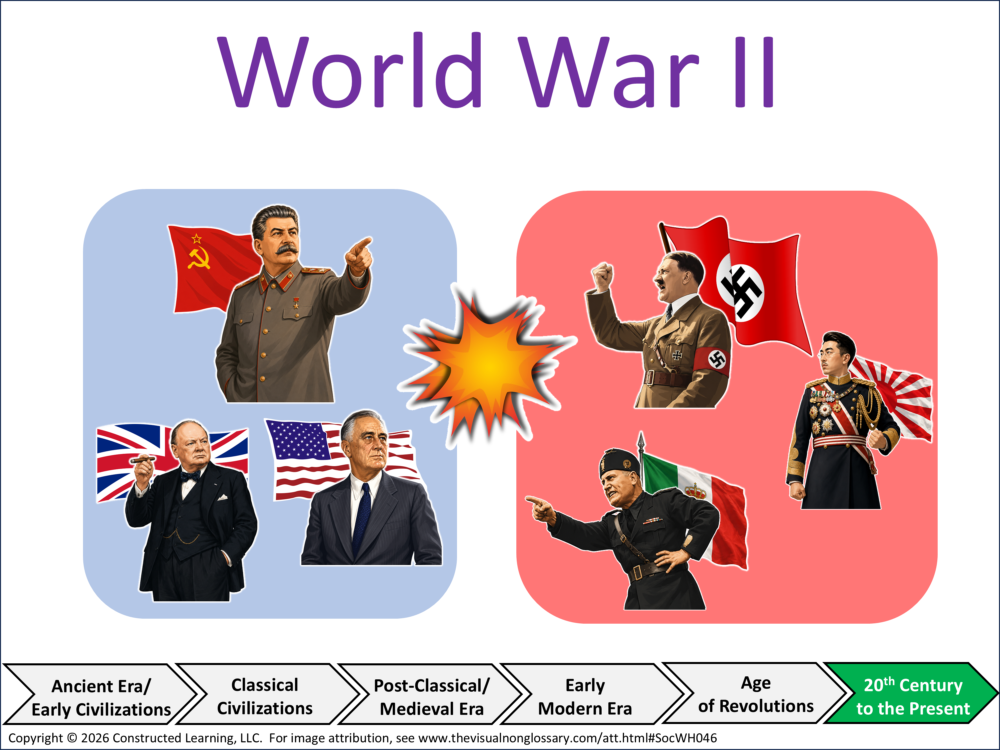 World War II
Ancient Era/
Early Civilizations
Classical
Civilizations
Post-Classical/
Medieval Era
Early
Modern Era
Age
of Revolutions
20th Century
to the Present
Copyright © 2026 Constructed Learning, LLC.  For image attribution, see www.thevisualnonglossary.com/att.html#SocWH046